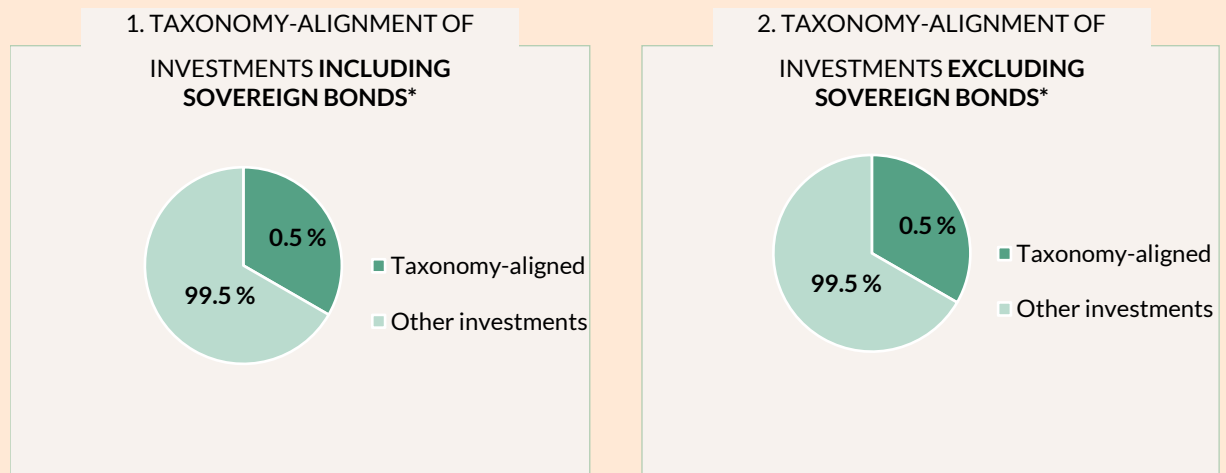 1. TAXONOMY-ALIGNMENT OF
INVESTMENTS INCLUDING
SOVEREIGN BONDS*
0.5 %
99.5 %
Taxonomy-aligned
Other investments
2. TAXONOMY-ALIGNMENT OF
INVESTMENTS EXCLUDING
SOVEREIGN BONDS*
0.5 %
99.5 %
Taxonomy-aligned
Other investments